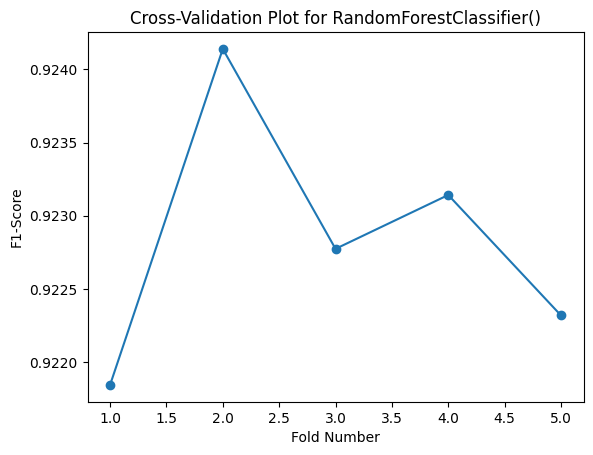 Cross-Validation Plot for RandomForestClassifier()
0.9240
0.9235
0.9230
0.9225
0.9220
F1-Score
1.0 1.5 2.0 2.5 3.0 3.5 4.0 4.5 5.0
Fold Number